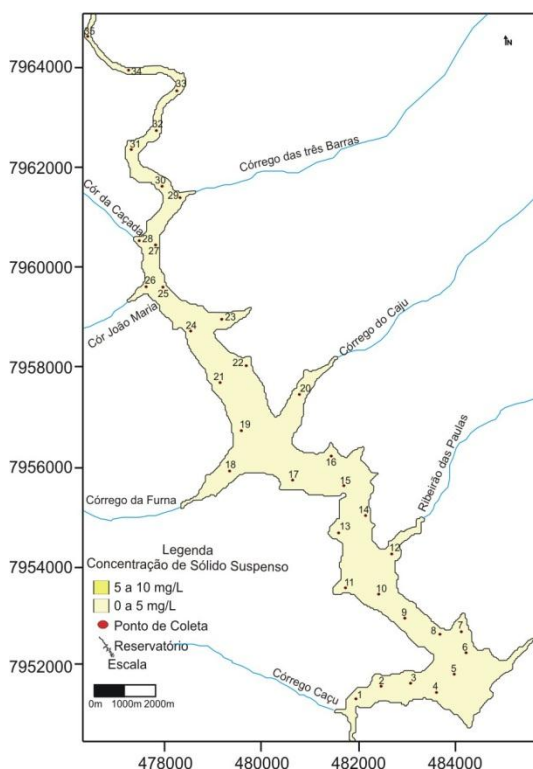 7964000
7962000
7960000
7958000
7956000
7954000
7952000
478000
480000
482000
484000
N
35
34
33
32
31
30
29
28
27
26
25
24
23
22
21
20
19
18
17
16
15
14
13
12
11
10
9
8
7
6
5
4
3
2
1
Córrego das três Barras
Cór da Caçada
Cór João Maria
Córrego do Caju
Ribeirão das Paulas
Córrego da Furna
Córrego Caçu
Legenda
Concentração de Sólido Suspenso
5 a 10 mg/L
0 a 5 mg/L
Ponto de Coleta
Reservatório
Escala
0m 1000m 2000m